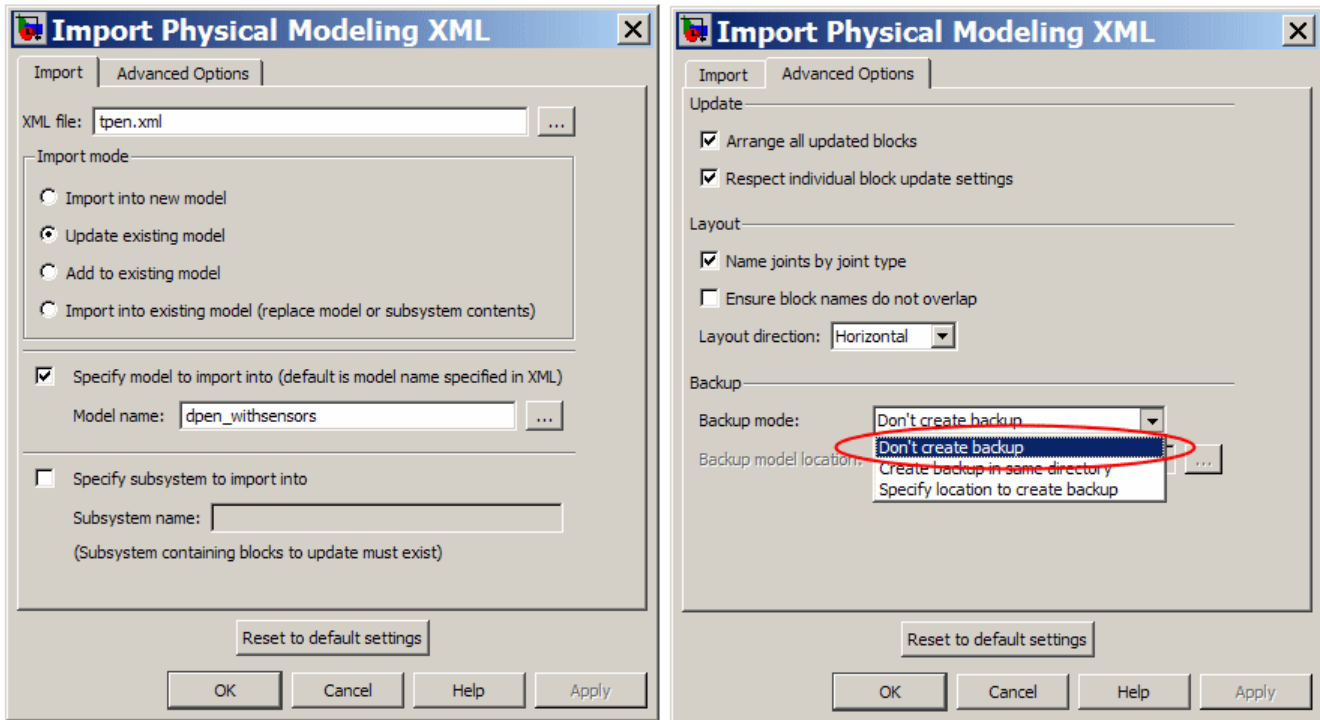 Import Physical Modeling XML
Import Advanced Options
XML file: tpen.xml ...
Import mode
Import into new model
Update existing model
Add to existing model
Import into existing model (replace model or subsystem contents)
Specify model to import into (default is model name specified in XML)
Model name: dpen_withsensors ...
Specify subsystem to import into
Subsystem name:
(Subsystem containing blocks to update must exist)
Reset to default settings
OK Cancel Help Apply
Import Physical Modeling XML
Import Advanced Options
Update
Arrange all updated blocks
Respect individual block update settings
Layout
Name joints by joint type
Ensure block names do not overlap
Layout direction: Horizontal
Backup
Backup mode: Don't create backup
Don't create backup
Backup model location: ...
Create backup in same directory
Specify location to create backup
Reset to default settings
OK Cancel Help Apply